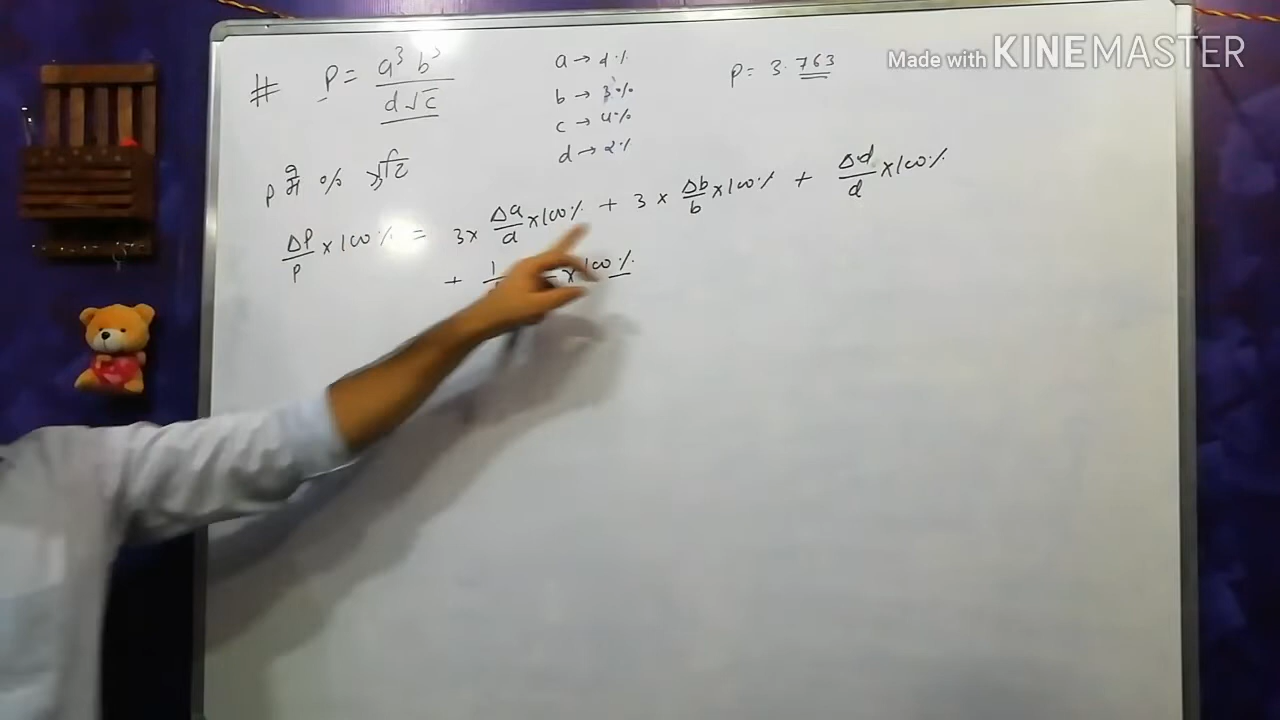 Made with KINEMASTER
# P = a³ b³ / d√c
a → 2%
b → 3%
c → 4%
d → 2%
P = 3.763
P %
ΔP/P × 100% = 3 × Δa/a × 100% + 3 × Δb/b × 100% + Δd/d × 100%
+ 1 × 100%